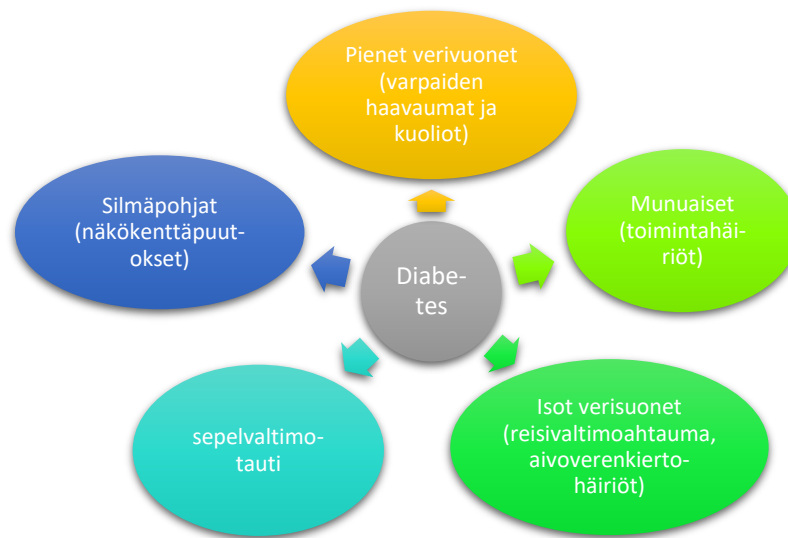 Pienet verivuonet
(varpaiden
haavaumat ja
kuoliot)
Munuaiset
(toimintahäi-
riöt)
Isot verisuonet
(reisivaltimoahtauma,
aivoverenkierto-
häiriöt)
sepelvaltimo-
tauti
Silmäpohjat
(näkökenttäpuut-
okset)
Diabe-
tes